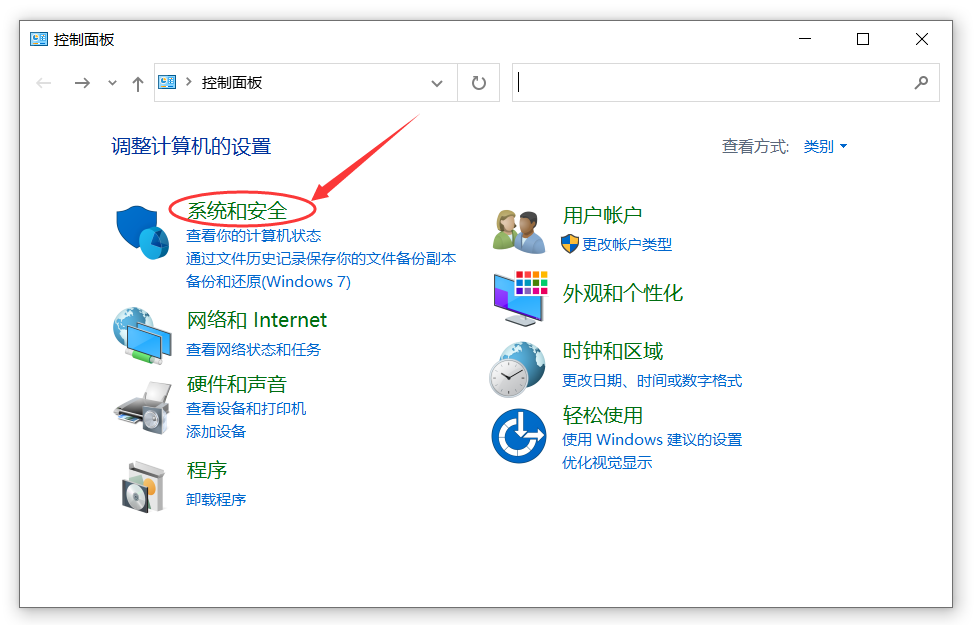 控制面板
控制面板
调整计算机的设置
查看方式: 类别
系统和安全
查看你的计算机状态
通过文件历史记录保存你的文件备份副本
备份和还原(Windows 7)
网络和 Internet
查看网络状态和任务
硬件和声音
查看设备和打印机
添加设备
程序
卸载程序
用户帐户
更改帐户类型
外观和个性化
时钟和区域
更改日期、时间或数字格式
轻松使用
使用 Windows 建议的设置
优化视觉显示